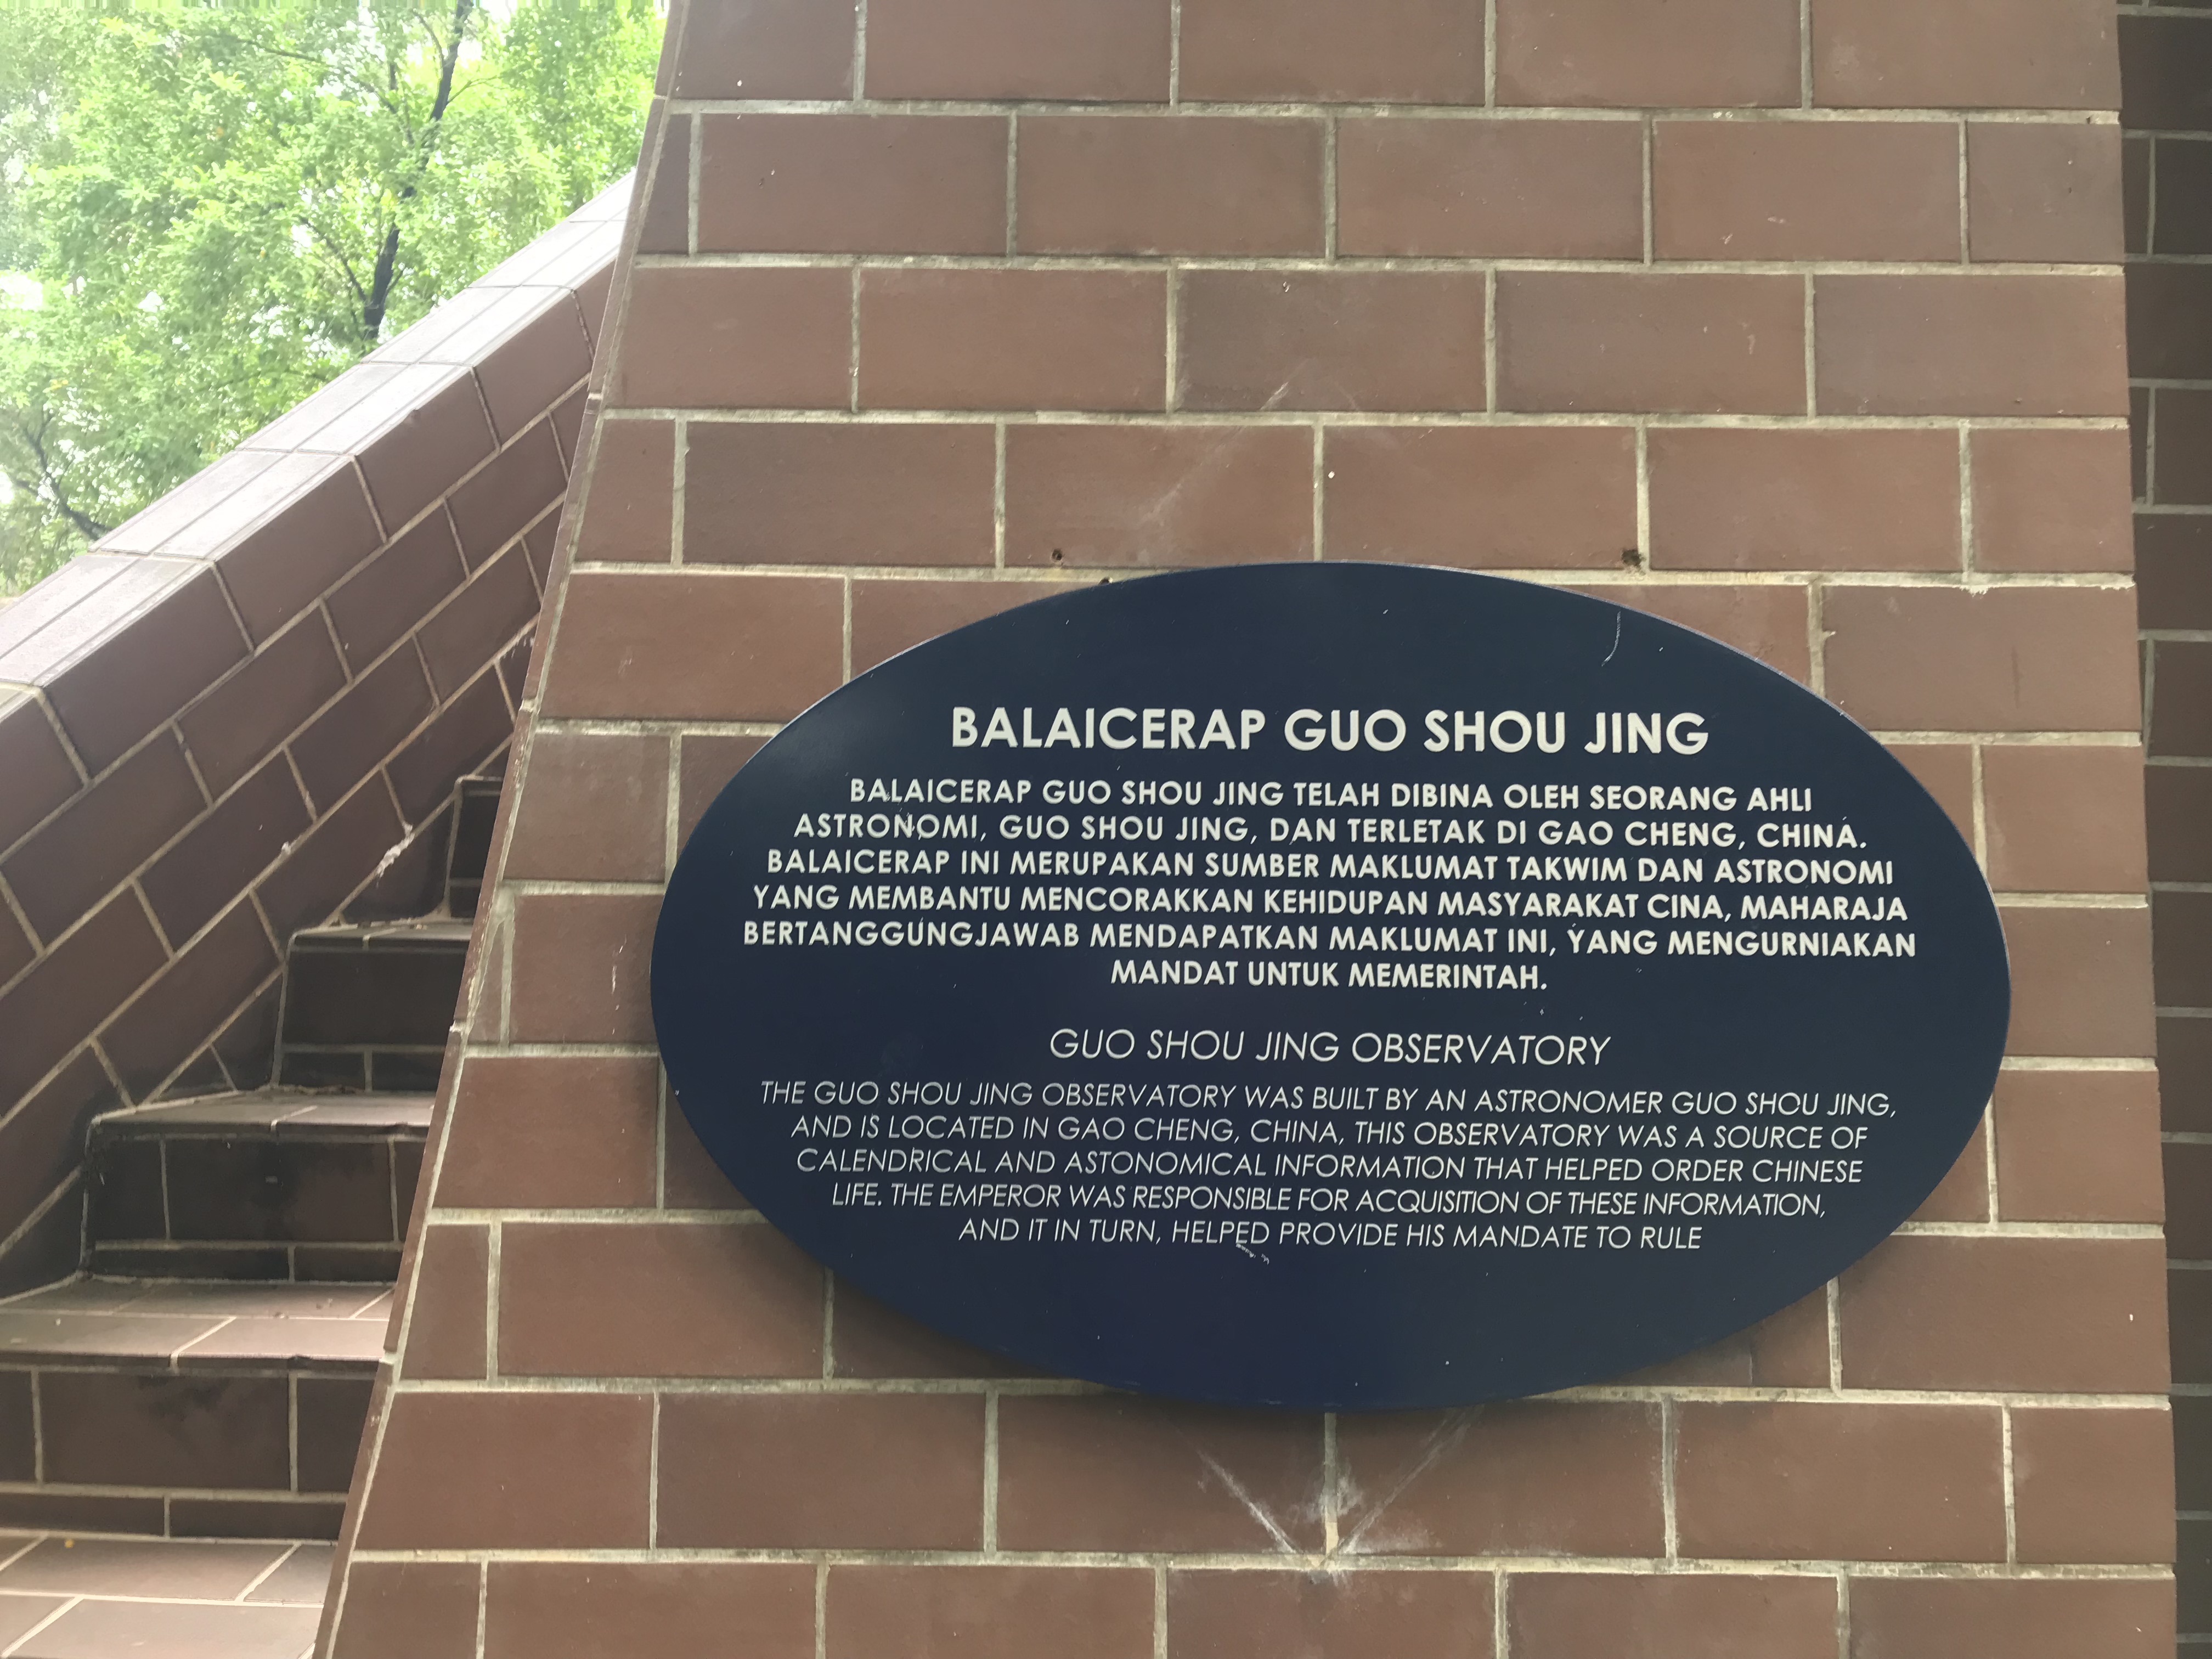 BALAICERAP GUO SHOU JING
BALAICERAP GUO SHOU JING TELAH DIBINA OLEH SEORANG AHLI
ASTRONOMI, GUO SHOU JING, DAN TERLETAK DI GAO CHENG, CHINA.
BALAICERAP INI MERUPAKAN SUMBER MAKLUMAT TAKWIM DAN ASTRONOMI
YANG MEMBANTU MENCORAKKAN KEHIDUPAN MASYARAKAT CINA, MAHARAJA
BERTANGGUNGJAWAB MENDAPATKAN MAKLUMAT INI, YANG MENGURNIAKAN
MANDAT UNTUK MEMERINTAH.
GUO SHOU JING OBSERVATORY
THE GUO SHOU JING OBSERVATORY WAS BUILT BY AN ASTRONOMER GUO SHOU JING,
AND IS LOCATED IN GAO CHENG, CHINA, THIS OBSERVATORY WAS A SOURCE OF
CALENDRICAL AND ASTONOMICAL INFORMATION THAT HELPED ORDER CHINESE
LIFE. THE EMPEROR WAS RESPONSIBLE FOR ACQUISITION OF THESE INFORMATION,
AND IT IN TURN, HELPED PROVIDE HIS MANDATE TO RULE